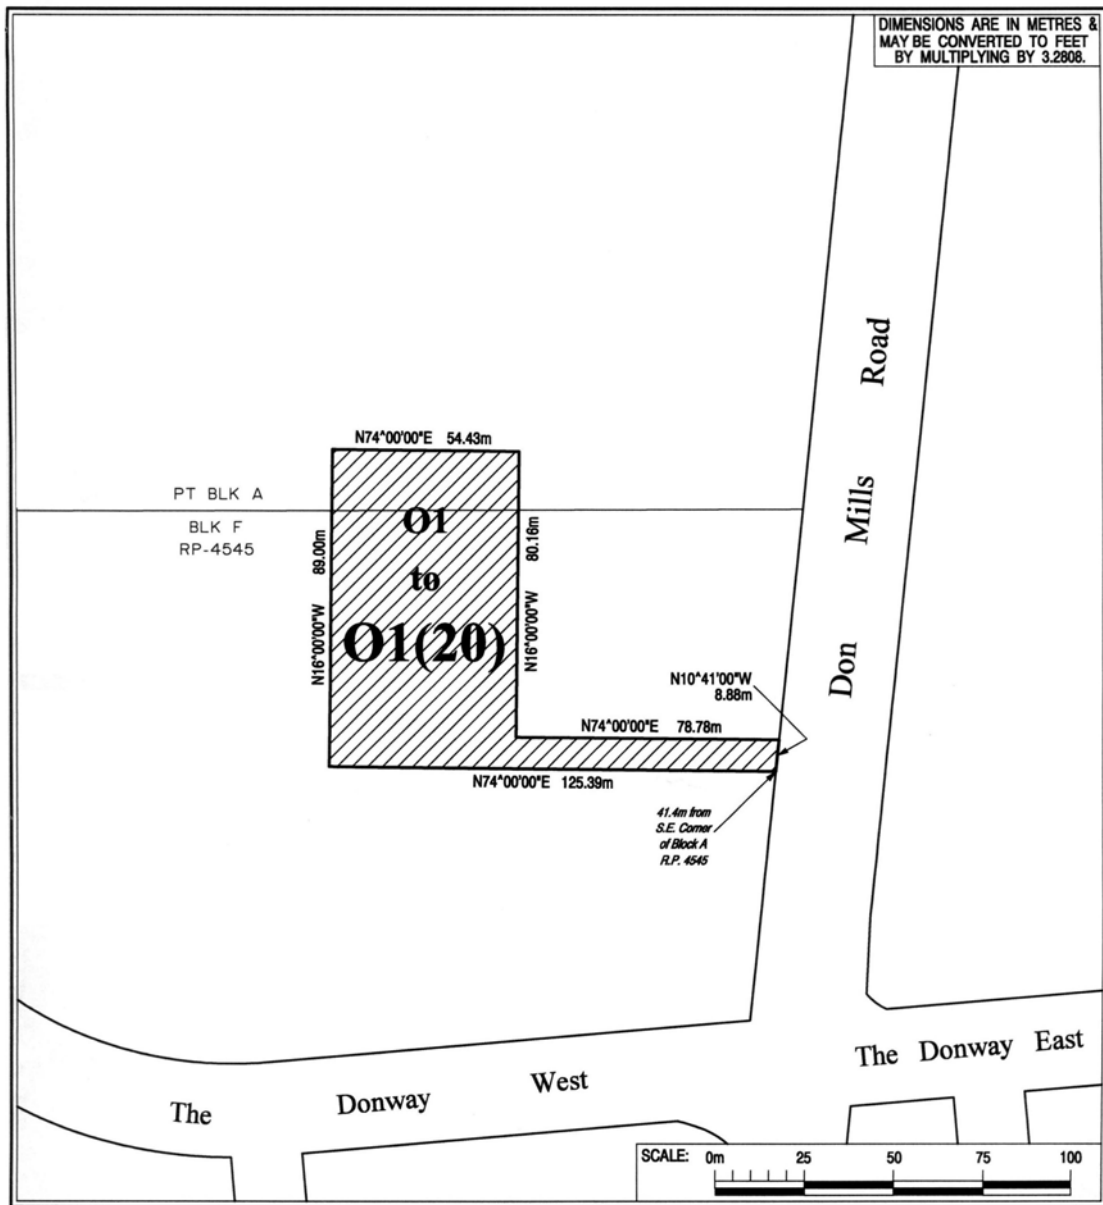 DIMENSIONS ARE IN METRES &
MAY BE CONVERTED TO FEET
BY MULTIPLYING BY 3.2808.
Don Mills Road
N74^00'00"E 54.43m
PT BLK A
BLK F
RP-4545
89.00m
N16^00'00"W
O1
to
O1(20)
80.16m
N16^00'00"W
N10^41'00"W
8.88m
N74^00'00"E 78.78m
N74^00'00"E 125.39m
41.4m from
S.E. Corner
of Block A
R.P. 4545
The Donway West
The Donway East
SCALE: 0m 25 50 75 100